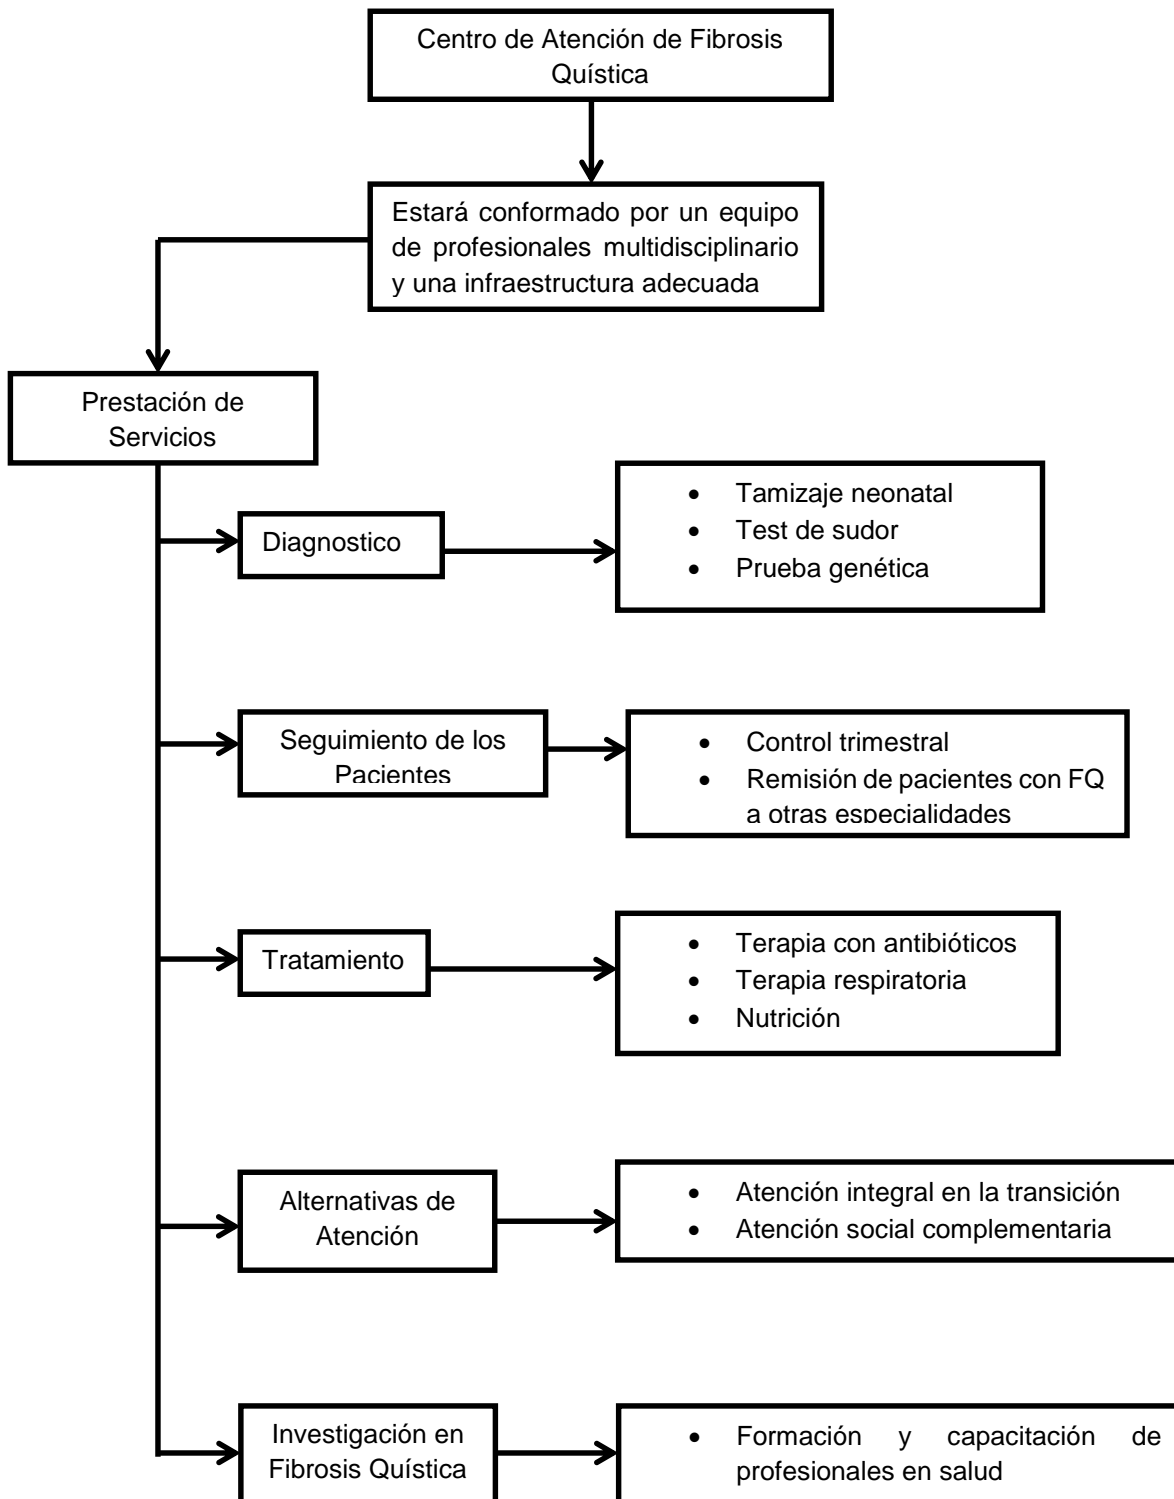 Centro de Atención de Fibrosis
Quística
Estará conformado por un equipo
de profesionales multidisciplinario
y una infraestructura adecuada
Prestación de
Servicios
Diagnostico
• Tamizaje neonatal
• Test de sudor
• Prueba genética
Seguimiento de los
Pacientes
• Control trimestral
• Remisión de pacientes con FQ
a otras especialidades
Tratamiento
• Terapia con antibióticos
• Terapia respiratoria
• Nutrición
Alternativas de
Atención
• Atención integral en la transición
• Atención social complementaria
Investigación en
Fibrosis Quística
• Formación y capacitación de
profesionales en salud